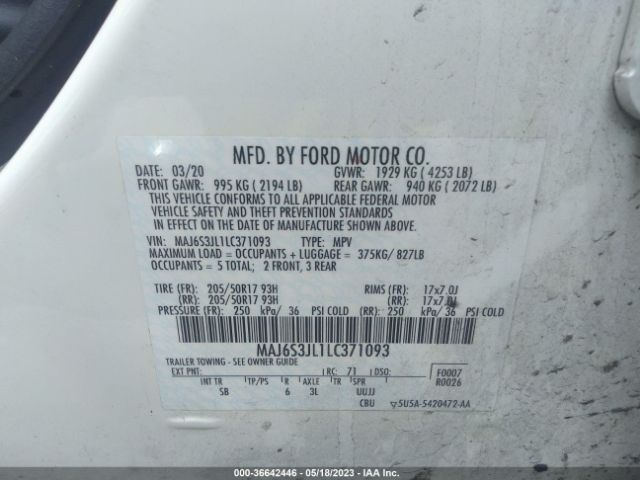 MFD. BY FORD MOTOR CO.
DATE: 03/20 GVWR: 1929 KG ( 4253 LB)
FRONT GAWR: 995 KG ( 2194 LB) REAR GAWR: 940 KG ( 2072 LB)
THIS VEHICLE CONFORMS TO ALL APPLICABLE FEDERAL MOTOR
VEHICLE SAFETY AND THEFT PREVENTION STANDARDS
IN EFFECT ON THE DATE OF MANUFACTURE SHOWN ABOVE.
VIN: MAJ6S3JL1LC371093 TYPE: MPV
MAXIMUM LOAD = OCCUPANTS + LUGGAGE = 375KG/ 827LB
OCCUPANTS = 5 TOTAL; 2 FRONT, 3 REAR
TIRE (FR): 205/50R17 93H RIMS (FR): 17x7.0J
(RR): 205/50R17 93H (RR): 17x7.0J
PRESSURE (FR): 250 kPa/ 36 PSI COLD (RR): 250 kPa/ 36 PSI COLD
MAJ6S3JL1LC371093
TRAILER TOWING - SEE OWNER GUIDE
EXT PNT: RC: 71 DSO: F0007
INT TR TP/PS R AXLE TR SPR R0026
SB 6 3L UUJJ
CBU ▽5U5A-5420472-AA
000-36642446 - 05/18/2023 - IAA Inc.